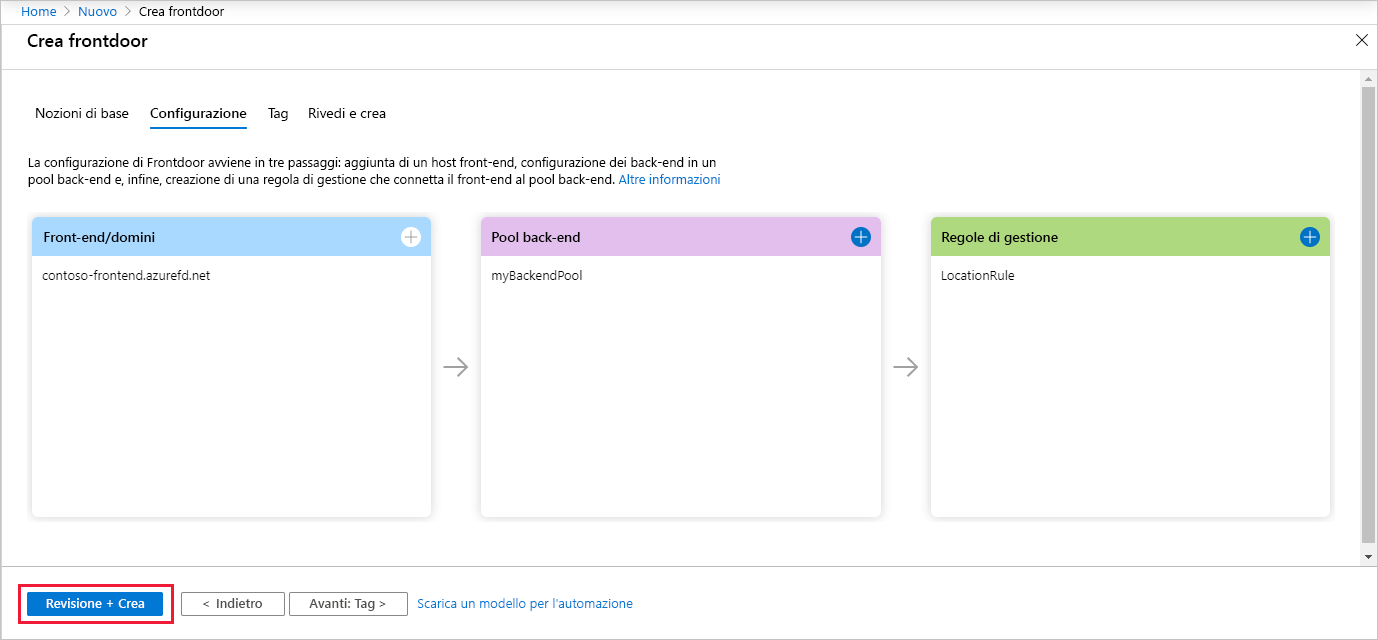 Home > Nuovo > Crea frontdoor
Crea frontdoor
Nozioni di base Configurazione Tag Rivedi e crea
La configurazione di Frontdoor avviene in tre passaggi: aggiunta di un host front-end, configurazione dei back-end in un
pool back-end e, infine, creazione di una regola di gestione che connetta il front-end al pool back-end. Altre informazioni
Front-end/domini
contoso-frontend.azurefd.net
Pool back-end
myBackendPool
Regole di gestione
LocationRule
Revisione + Crea < Indietro Avanti: Tag > Scarica un modello per l'automazione